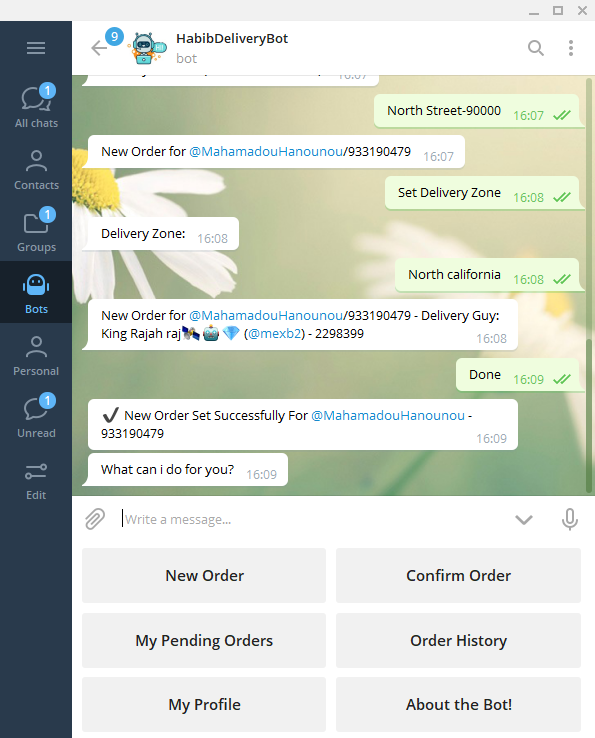 9
HabibDeliveryBot
bot
1
All chats
Contacts
1
Groups
Bots
Personal
1
Unread
Edit
16:07
North Street-90000 16:07
New Order for @MahamadouHanounou/933190479 16:07
Set Delivery Zone 16:08
Delivery Zone: 16:08
North california 16:08
New Order for @MahamadouHanounou/933190479 - Delivery Guy:
King Rajah raj🛰🤖💎 (@mexb2) - 2298399
16:08
Done 16:09
✔ New Order Set Successfully For @MahamadouHanounou -
933190479
16:09
What can i do for you? 16:09
Write a message...
New Order
Confirm Order
My Pending Orders
Order History
My Profile
About the Bot!